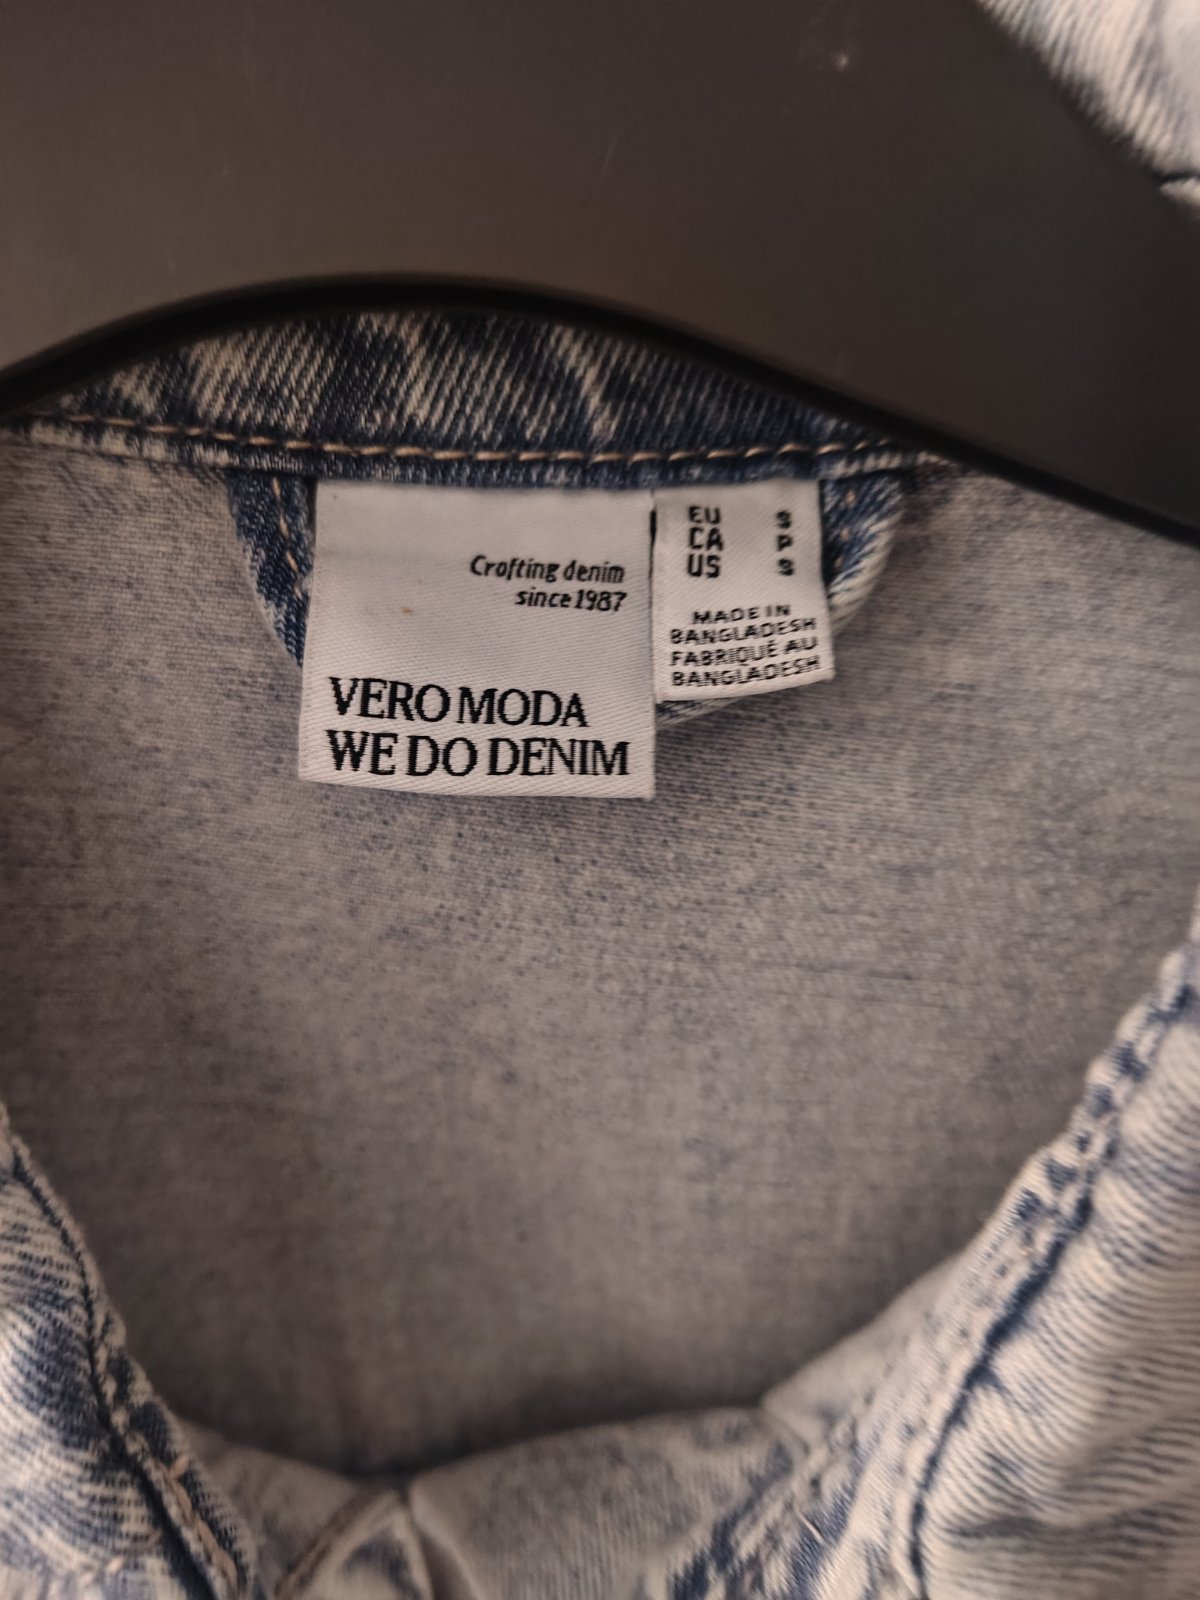 Crafting denim
since 1987
VERO MODA
WE DO DENIM
EU S
CA P
US S
MADE IN
BANGLADESH
FABRIQUÉ AU
BANGLADESH